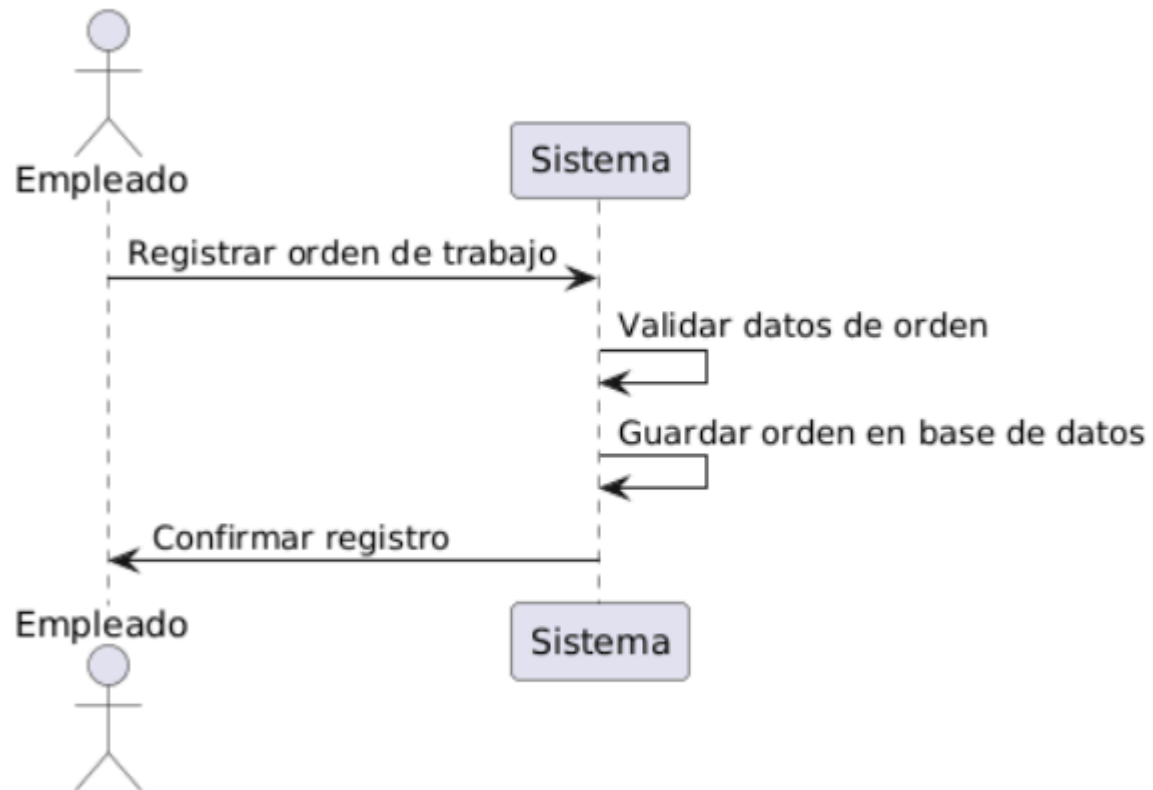 Empleado
Sistema
Registrar orden de trabajo
Validar datos de orden
Guardar orden en base de datos
Confirmar registro
Empleado
Sistema